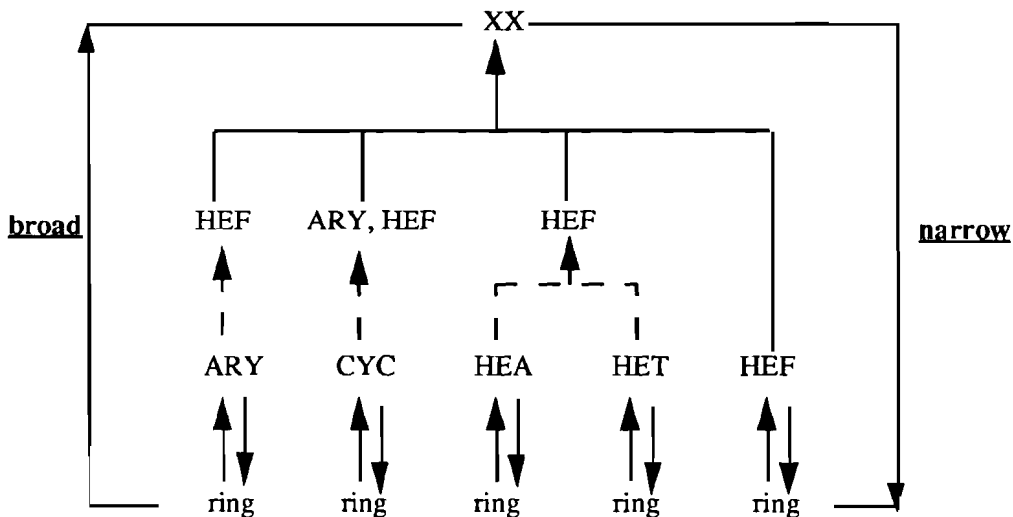 XX
HEF ARY, HEF HEF
broad narrow
ARY CYC HEA HET HEF
ring ring ring ring ring